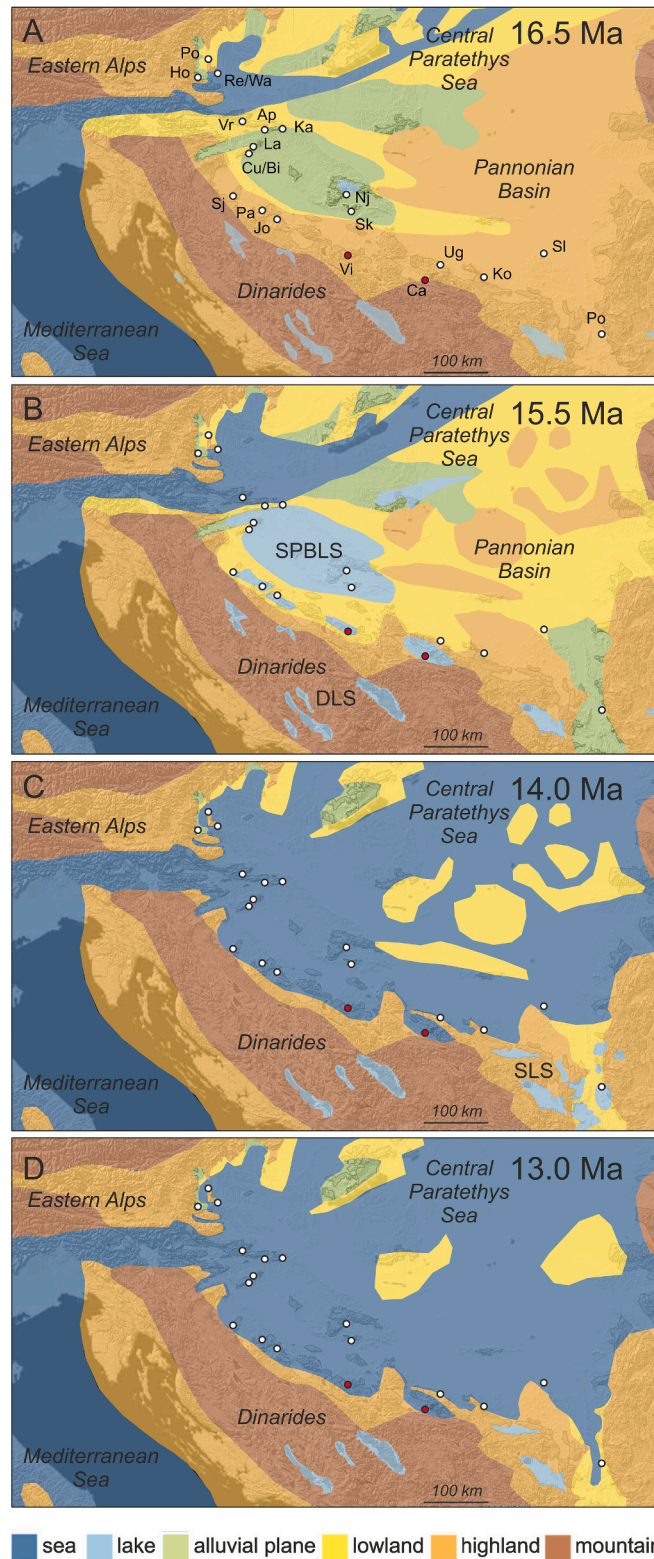 A
16.5 Ma
Central
Paratethys
Sea
Eastern Alps
Po
Ho
Re/Wa
Vr
Ap
Ka
La
Cu/Bi
Pannonian
Basin
Nj
Sj
Pa
Jo
Sk
Vi
Ug
Sl
Ko
Ca
Dinarides
Po
Mediterranean
Sea
100 km
B
15.5 Ma
Central
Paratethys
Sea
Eastern Alps
SPBLS
Pannonian
Basin
Dinarides
DLS
Mediterranean
Sea
100 km
C
14.0 Ma
Central
Paratethys
Sea
Eastern Alps
Dinarides
SLS
Mediterranean
Sea
100 km
D
13.0 Ma
Central
Paratethys
Sea
Eastern Alps
Dinarides
Mediterranean
Sea
100 km
sea lake alluvial plane lowland highland mountain